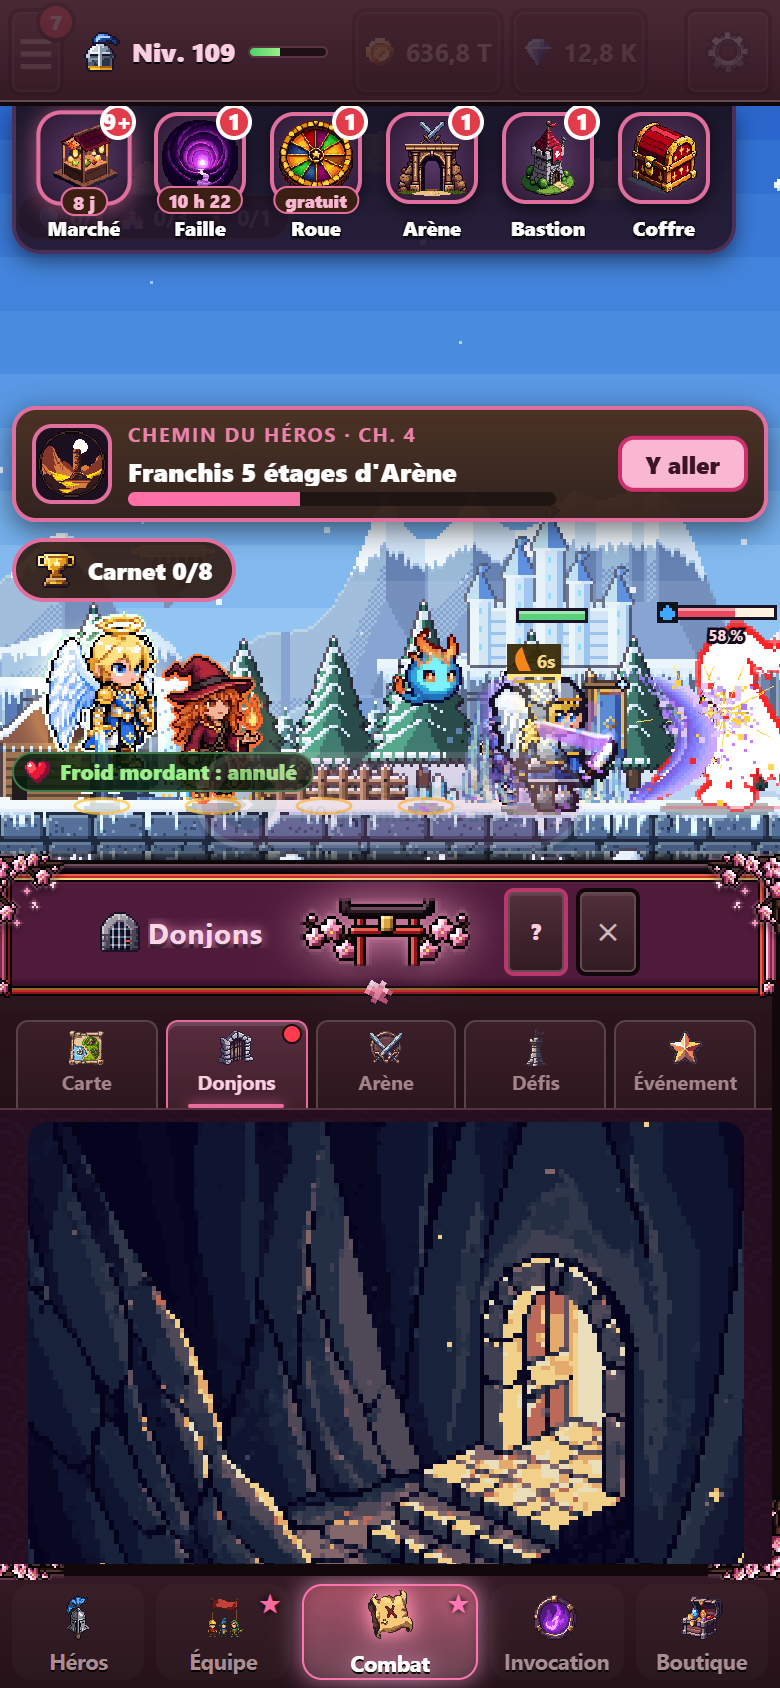 7
Niv. 109
636,8 T
12,8 K
9+
1
1
1
1
8 j
10 h 22
gratuit
0/1
Marché
Faille
Roue
Arène
Bastion
Coffre
CHEMIN DU HÉROS · CH. 4
Franchis 5 étages d'Arène
Y aller
Carnet 0/8
58 %
6s
Froid mordant : annulé
Donjons
?
×
Carte
Donjons
Arène
Défis
Événement
Héros
Équipe
Combat
Invocation
Boutique